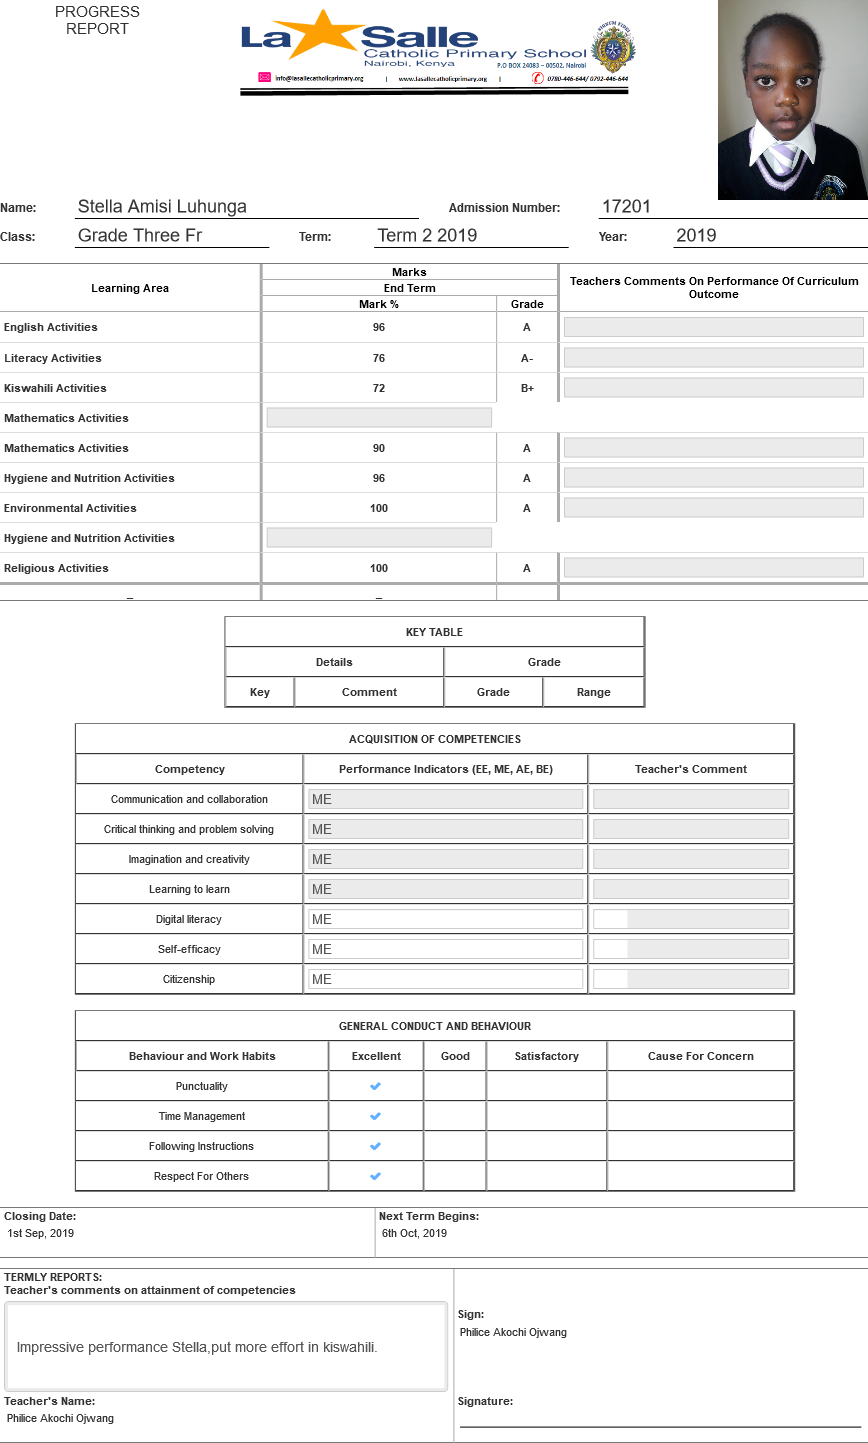 PROGRESS
REPORT
La Salle
Catholic Primary School
Nairobi, Kenya
P.O BOX 24083 – 00502, Nairobi
info@lasallecatholicprimary.org | www.lasallecatholicprimary.org | 0780-446-644/ 0792-446-644
Name: Stella Amisi Luhunga Admission Number: 17201
Class: Grade Three Fr Term: Term 2 2019 Year: 2019
Learning Area Marks Teachers Comments On Performance Of Curriculum Outcome
End Term
Mark % Grade
English Activities 96 A
Literacy Activities 76 A-
Kiswahili Activities 72 B+
Mathematics Activities
Mathematics Activities 90 A
Hygiene and Nutrition Activities 96 A
Environmental Activities 100 A
Hygiene and Nutrition Activities
Religious Activities 100 A
_ _
KEY TABLE
Details Grade
Key Comment Grade Range
ACQUISITION OF COMPETENCIES
Competency Performance Indicators (EE, ME, AE, BE) Teacher's Comment
Communication and collaboration ME
Critical thinking and problem solving ME
Imagination and creativity ME
Learning to learn ME
Digital literacy ME
Self-efficacy ME
Citizenship ME
GENERAL CONDUCT AND BEHAVIOUR
Behaviour and Work Habits Excellent Good Satisfactory Cause For Concern
Punctuality
Time Management
Following Instructions
Respect For Others
Closing Date: Next Term Begins:
1st Sep, 2019 6th Oct, 2019
TERMLY REPORTS:
Teacher's comments on attainment of competencies
Impressive performance Stella,put more effort in kiswahili.
Sign:
Philice Akochi Ojwang
Teacher's Name: Signature:
Philice Akochi Ojwang